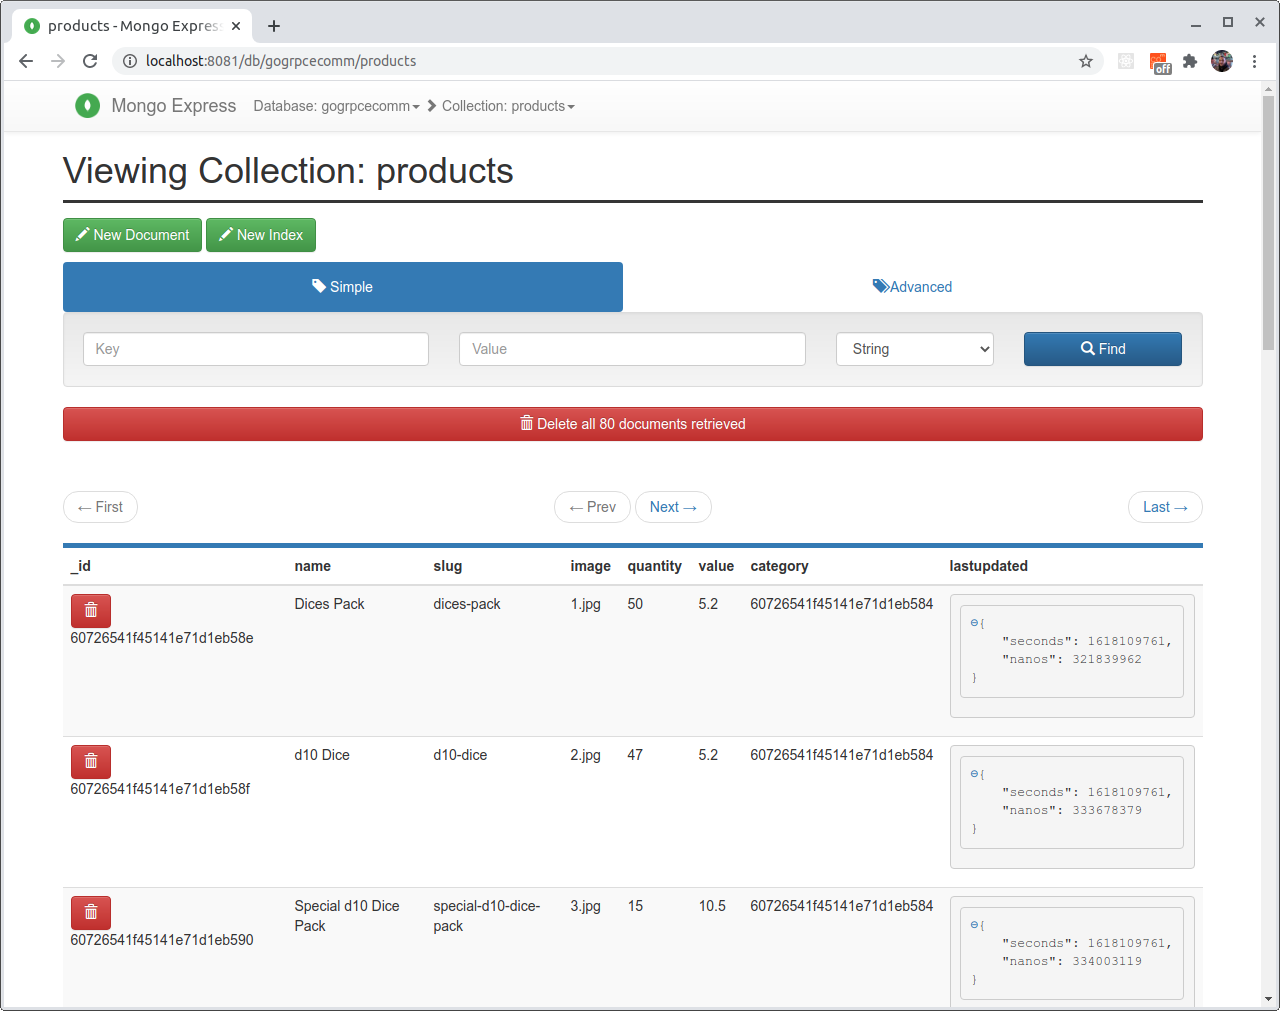 products - Mongo Expres
localhost:8081/db/gogrpcecomm/products
off
Mongo Express Database: gogrpcecomm Collection: products
Viewing Collection: products
New Document New Index
Simple Advanced
Key Value String Find
Delete all 80 documents retrieved
← First ← Prev Next → Last →
_id name slug image quantity value category lastupdated
Dices Pack dices-pack 1.jpg 50 5.2 60726541f45141e71d1eb584
60726541f45141e71d1eb58e
{
"seconds": 1618109761,
"nanos": 321839962
}
d10 Dice d10-dice 2.jpg 47 5.2 60726541f45141e71d1eb584
60726541f45141e71d1eb58f
{
"seconds": 1618109761,
"nanos": 333678379
}
Special d10 Dice special-d10-dice- 3.jpg 15 10.5 60726541f45141e71d1eb584
Pack pack
60726541f45141e71d1eb590
{
"seconds": 1618109761,
"nanos": 334003119
}